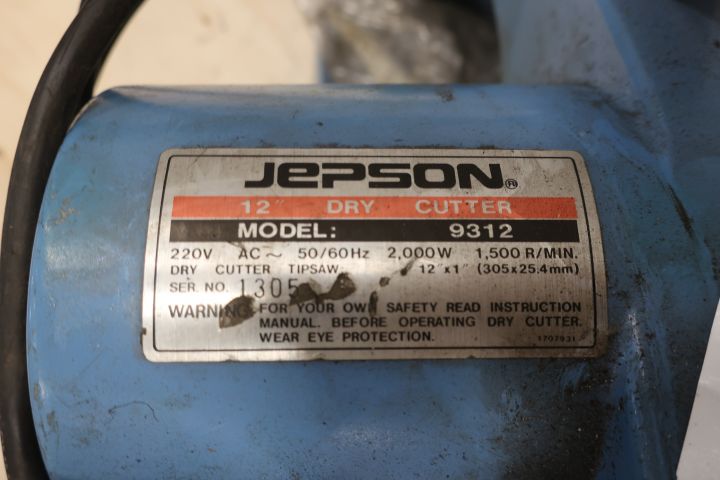 JEPSON®
12" DRY CUTTER
MODEL: 9312
220V AC ~ 50/60Hz 2,000W 1,500 R/MIN.
DRY CUTTER TIPSAW. 12"x1" (305x25.4mm)
SER. NO. 1305
WARNING: FOR YOUR OWN SAFETY READ INSTRUCTION
MANUAL. BEFORE OPERATING DRY CUTTER.
WEAR EYE PROTECTION.